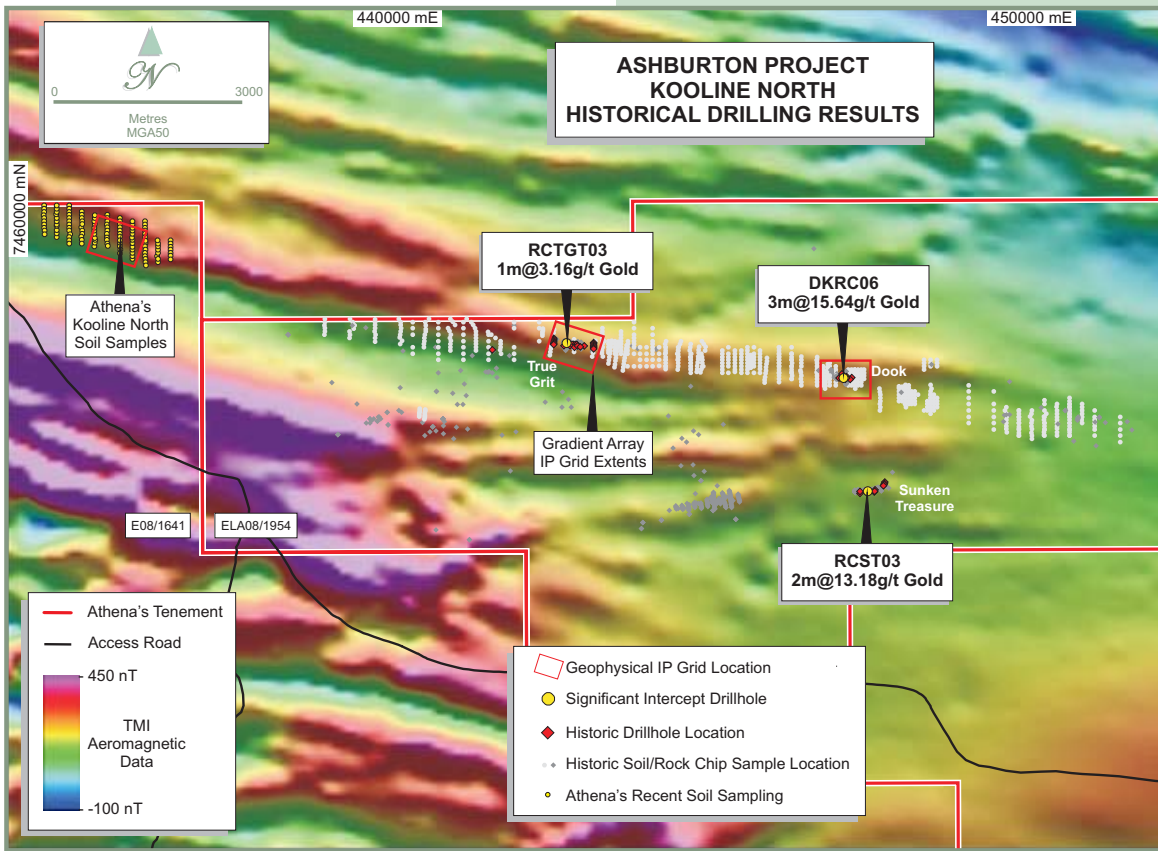 440000 mE
450000 mE
7460000 mN
N
0
3000
Metres
MGA50
ASHBURTON PROJECT
KOOLINE NORTH
HISTORICAL DRILLING RESULTS
RCTGT03
1m@3.16g/t Gold
DKRC06
3m@15.64g/t Gold
Athena's
Kooline North
Soil Samples
True
Grit
Dook
Gradient Array
IP Grid Extents
Sunken
Treasure
E08/1641
ELA08/1954
RCST03
2m@13.18g/t Gold
Athena's Tenement
Access Road
450 nT
TMI
Aeromagnetic
Data
-100 nT
Geophysical IP Grid Location
Significant Intercept Drillhole
Historic Drillhole Location
Historic Soil/Rock Chip Sample Location
Athena's Recent Soil Sampling